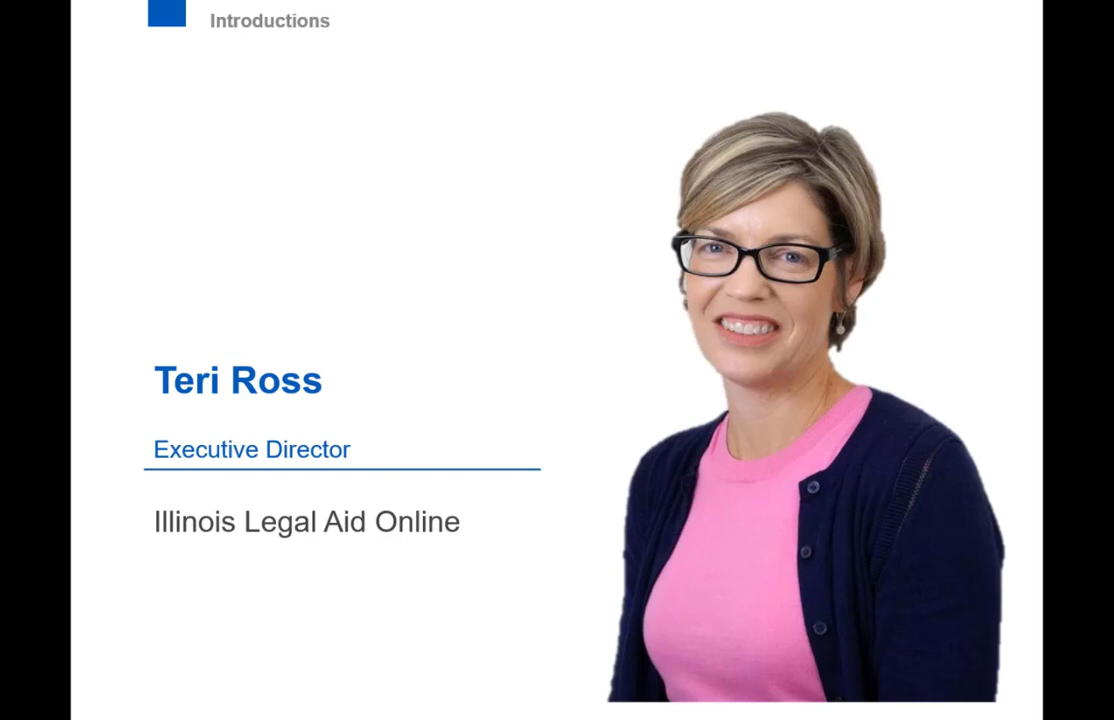 Introductions
Teri Ross
Executive Director
Illinois Legal Aid Online